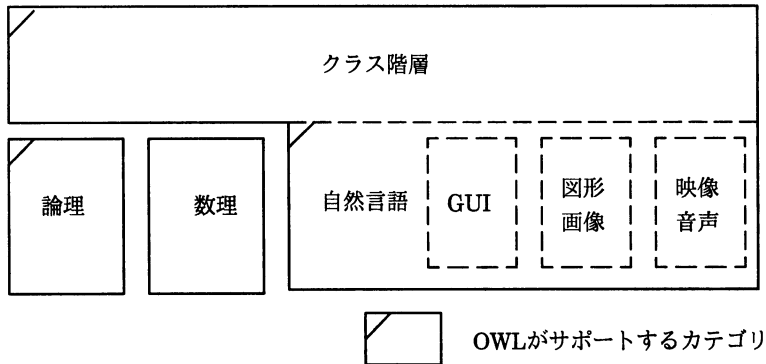 クラス階層
論理
数理
自然言語
GUI
図形
画像
映像
音声
OWLがサポートするカテゴリ